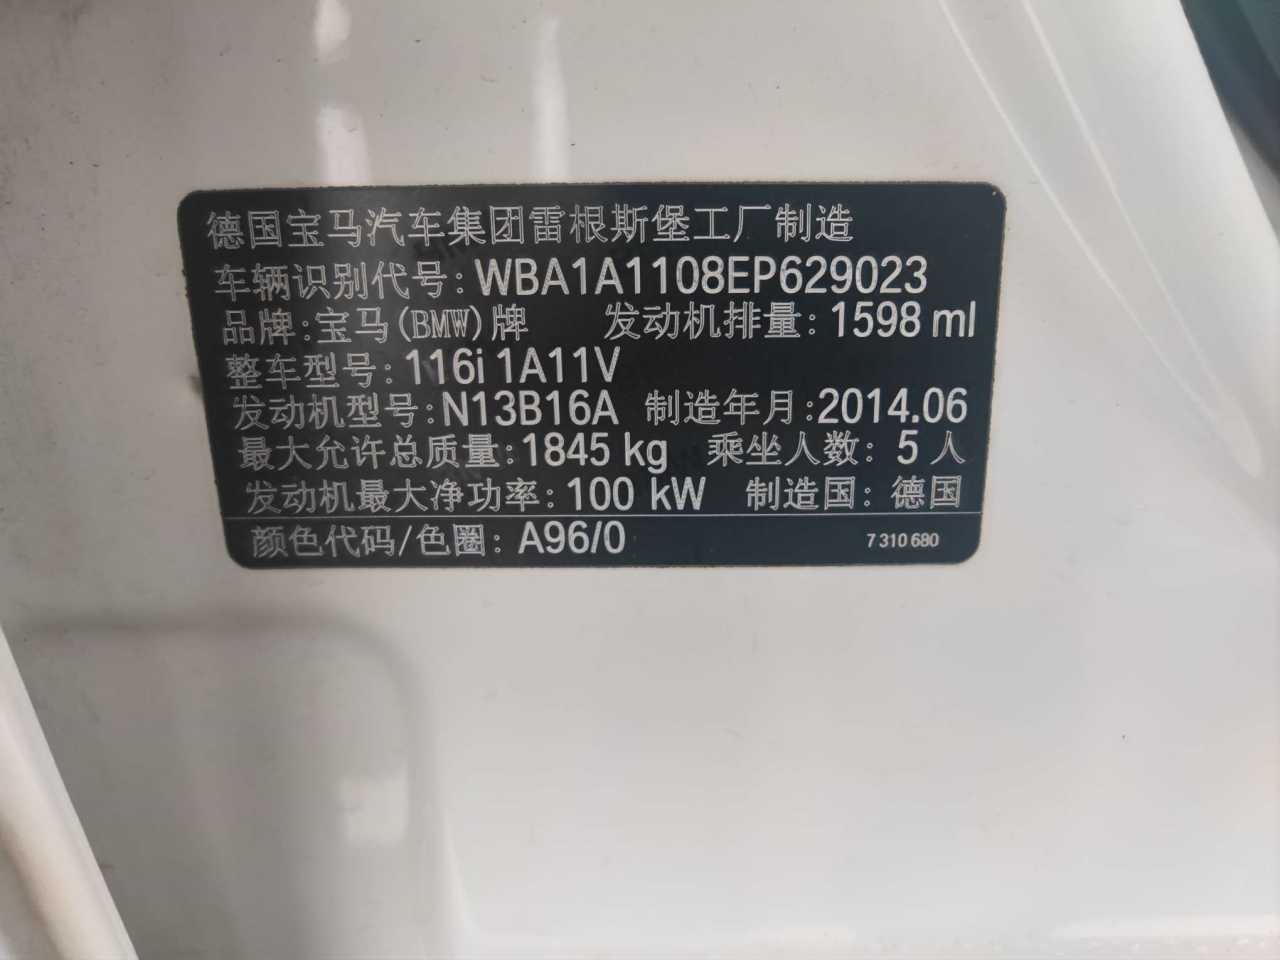 德国宝马汽车集团雷根斯堡工厂制造
车辆识别代号: WBA1A1108EP629023
品牌:宝马(BMW)牌 发动机排量: 1598 ml
整车型号: 116i 1A11V
发动机型号: N13B16A 制造年月:2014.06
最大允许总质量: 1845 kg 乘坐人数: 5 人
发动机最大净功率: 100 kW 制造国: 德国
颜色代码/色圈: A96/0 7 310 680